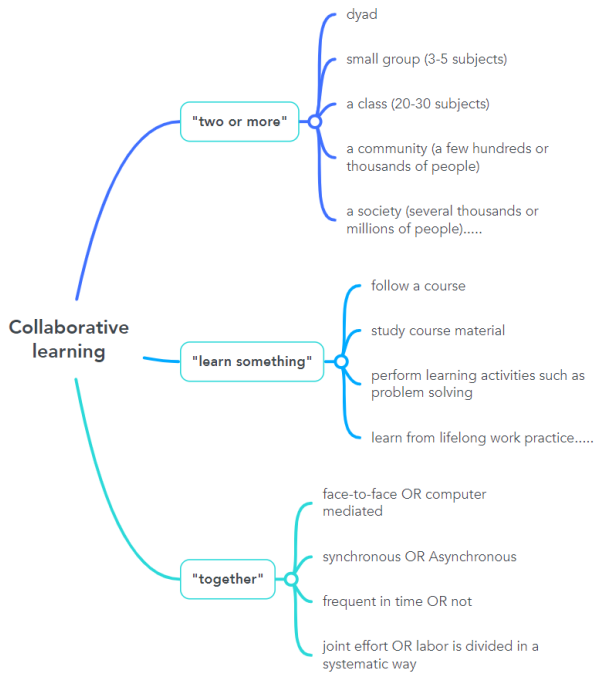 dyad
small group (3-5 subjects)
"two or more"
a class (20-30 subjects)
a community (a few hundreds or
thousands of people)
a society (several thousands or
millions of people).....
Collaborative
learning
follow a course
study course material
"learn something"
perform learning activities such as
problem solving
learn from lifelong work practice.....
face-to-face OR computer
mediated
synchronous OR Asynchronous
"together"
frequent in time OR not
joint effort OR labor is divided in a
systematic way